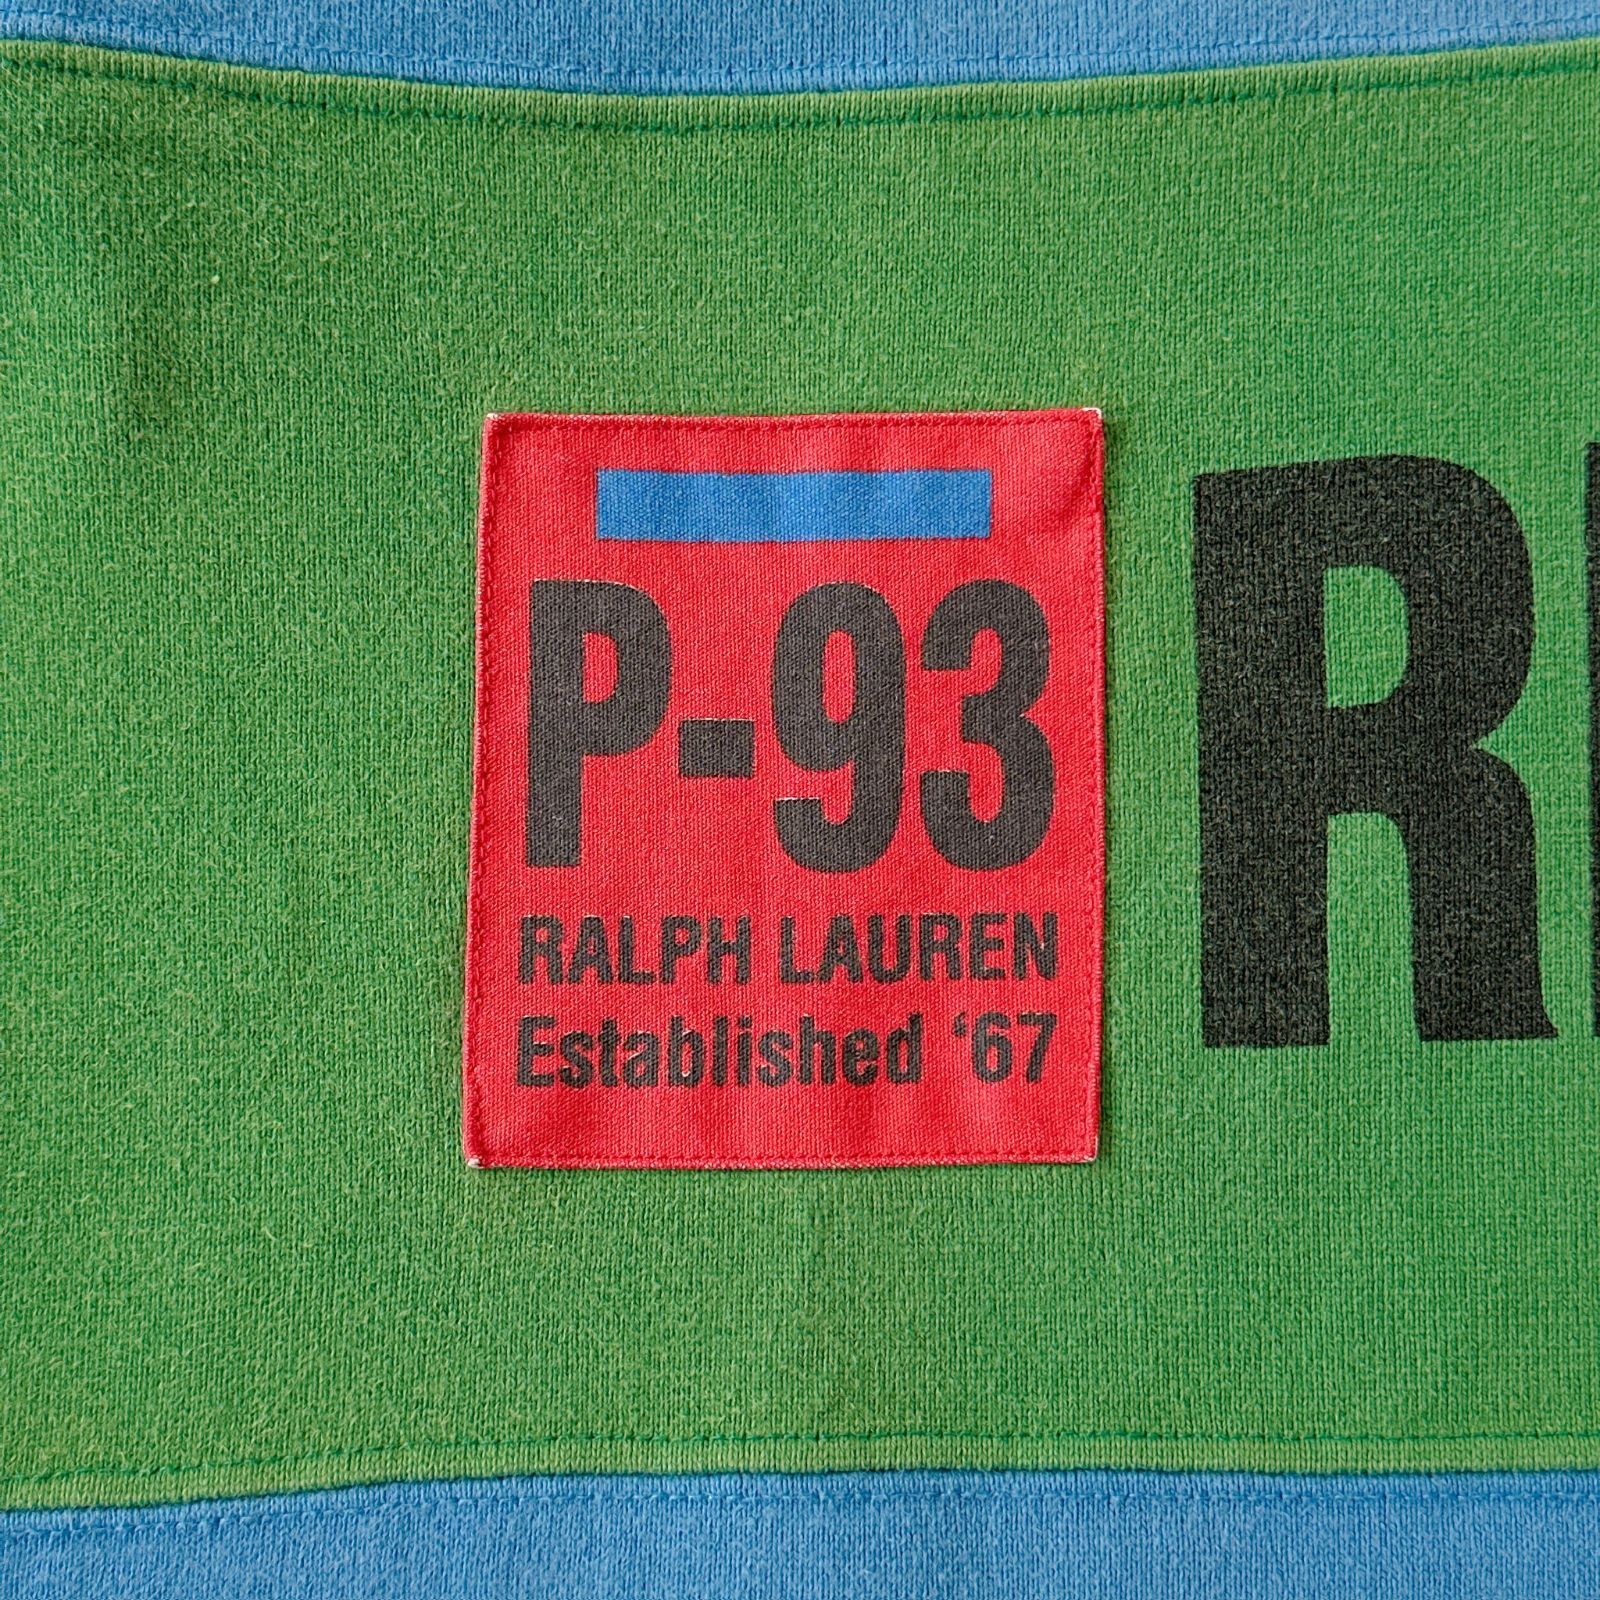 P-93
RALPH LAUREN
Established ‘67
R